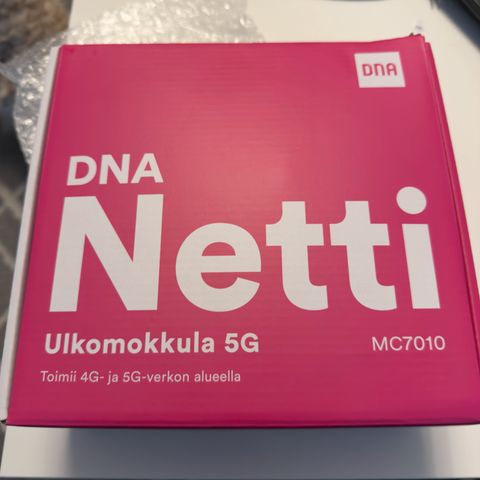 DNA
DNA
Netti
Ulkomokkula 5G
MC7010
Toimii 4G- ja 5G-verkon alueella